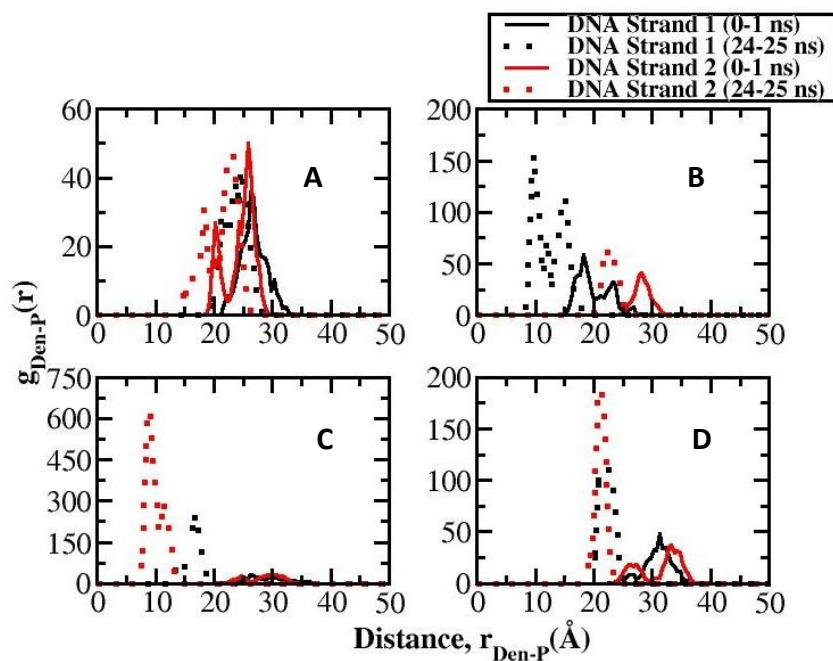 DNA Strand 1 (0-1 ns)
DNA Strand 1 (24-25 ns)
DNA Strand 2 (0-1 ns)
DNA Strand 2 (24-25 ns)
60
40
20
0
0 10 20 30 40 50
A
200
150
100
50
0
0 10 20 30 40 50
B
g_Den-P(r)
750
600
450
300
150
0
0 10 20 30 40 50
C
200
150
100
50
0
0 10 20 30 40 50
D
Distance, r_Den-P(Å)